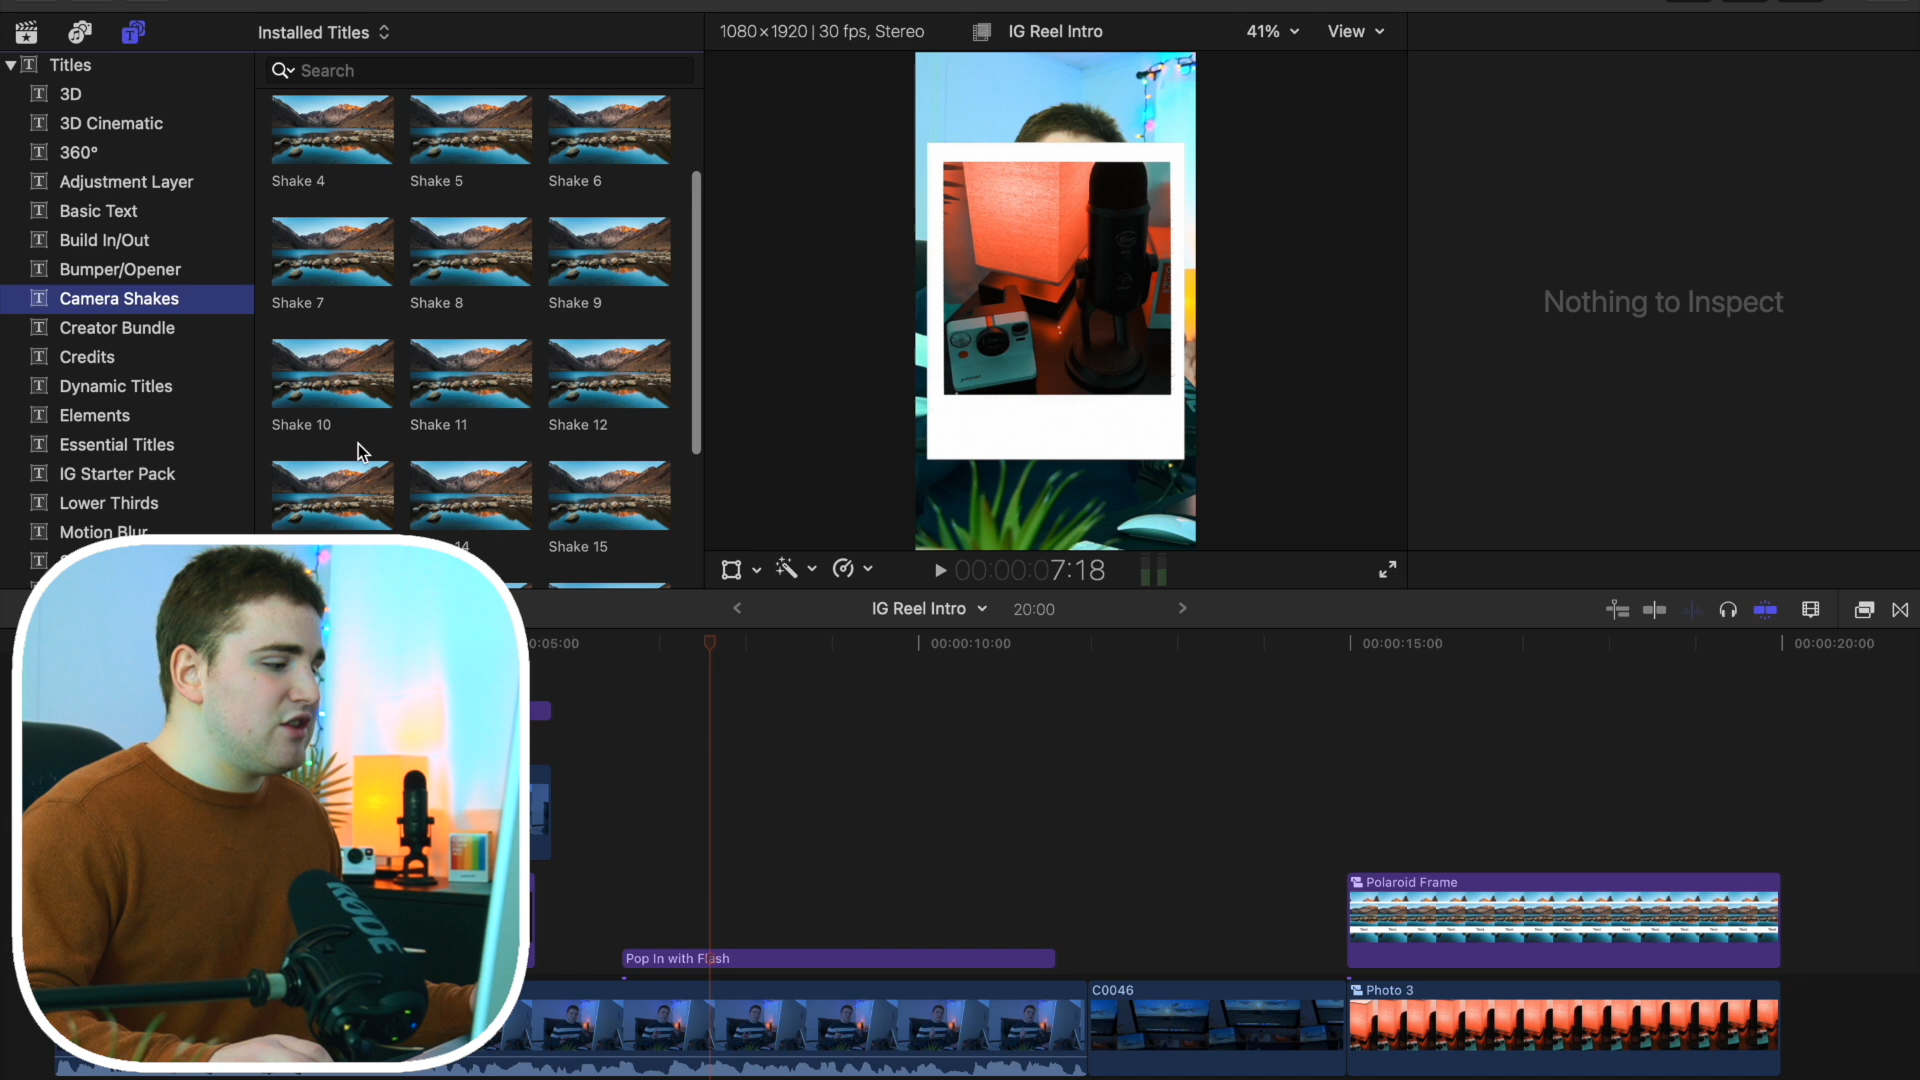 Installed Titles
1080×1920 | 30 fps, Stereo
IG Reel Intro
41%
View
Titles
Search
3D
3D Cinematic
360°
Adjustment Layer
Basic Text
Build In/Out
Bumper/Opener
Camera Shakes
Creator Bundle
Credits
Dynamic Titles
Elements
Essential Titles
IG Starter Pack
Lower Thirds
Motion Blur
Shake 4
Shake 5
Shake 6
Shake 7
Shake 8
Shake 9
Shake 10
Shake 11
Shake 12
14
Shake 15
Nothing to Inspect
00:00:07:18
IG Reel Intro
20:00
0:05:00
00:00:10:00
00:00:15:00
00:00:20:00
Polaroid Frame
Pop In with Flash
C0046
Photo 3
RØDE